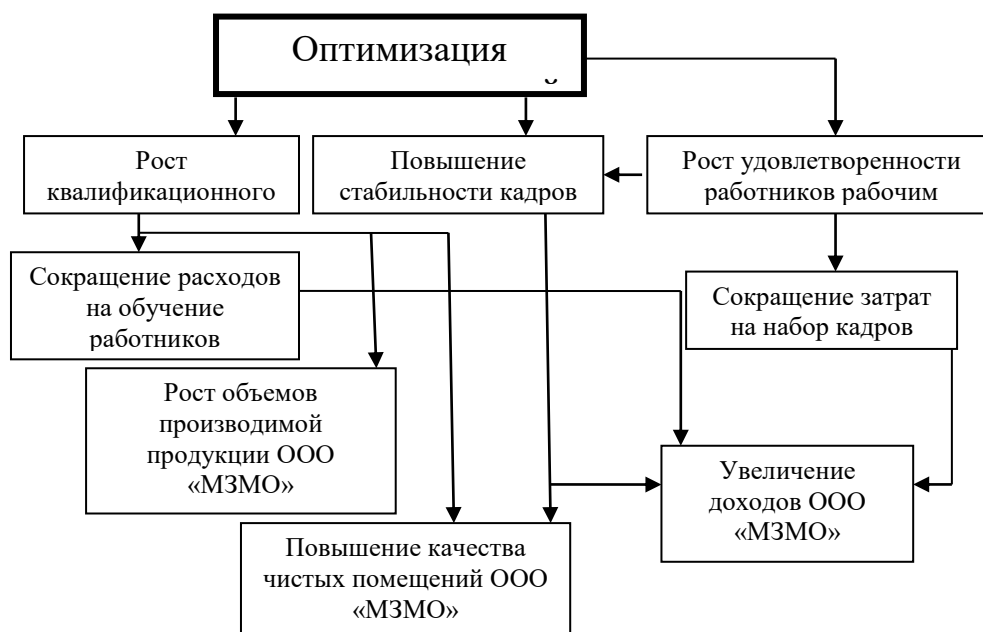 Оптимизация
Рост
квалификационного
Повышение
стабильности кадров
Рост удовлетворенности
работников рабочим
Сокращение расходов
на обучение
работников
Сокращение затрат
на набор кадров
Рост объемов
производимой
продукции ООО
«МЗМО»
Увеличение
доходов ООО
«МЗМО»
Повышение качества
чистых помещений ООО
«МЗМО»